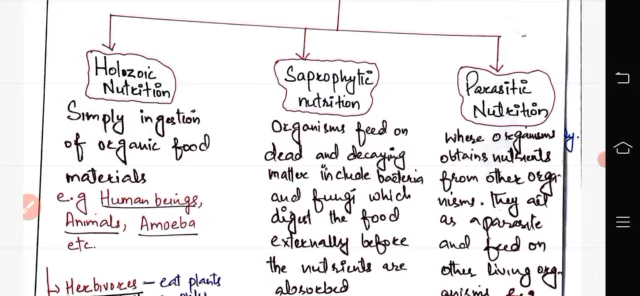 Holozoic
Nutrition
Simply ingestion
of organic food
materials
e.g Human beings,
Animals, Amoeba
etc.
↳ Herbivores – eat plants
Saprophytic
nutrition
Organisms feed on
dead and decaying
matter include bacteria
and fungi which
digest the food
externally before
the nutrients are
absorbed
Parasitic
Nutrition
Where organisms
obtains nutrients
from other orga-
nisms. They act
as a parasite
and feed on
other living org-
anisms e.g